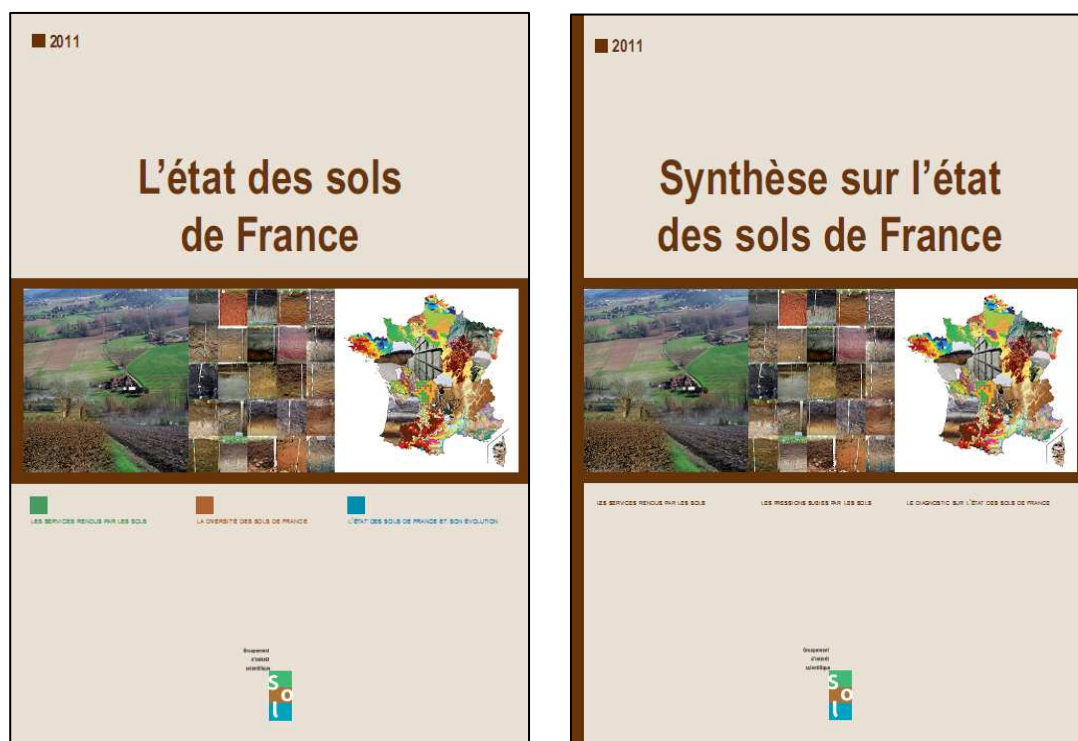 2011
L'état des sols
de France
LES SERVICES RENDUS PAR LES SOLS
LA DIVERSITÉ DES SOLS DE FRANCE
L'ÉTAT DES SOLS DE FRANCE ET SON ÉVOLUTION
Groupement
d'intérêt
scientifique
Sol
2011
Synthèse sur l'état
des sols de France
LES SERVICES RENDUS PAR LES SOLS
LES PRESSIONS SUBIES PAR LES SOLS
LE DIAGNOSTIC SUR L'ÉTAT DES SOLS DE FRANCE
Groupement
d'intérêt
scientifique
Sol